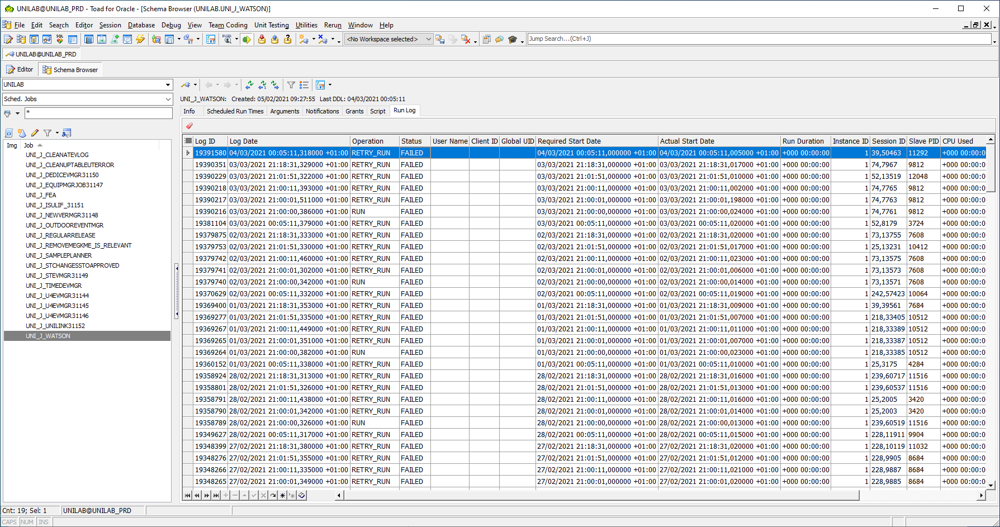 UNILAB@UNILAB_PRD - Toad for Oracle - [Schema Browser (UNILAB.UNI_J_WATSON)]
File Edit Search Editor Session Database Debug View Team Coding Unit Testing Utilities Rerun Window Help
SQL <No Workspace selected> Jump Search...(Ctrl+J)
UNILAB@UNILAB_PRD
Editor Schema Browser
UNILAB
Sched. Jobs
*
Img Job
UNI_J_CLEANATEVLOG
UNI_J_CLEANUPTABLEUTERROR
UNI_J_DEDICEVMGR31150
UNI_J_EQUIPMGRJOB31147
UNI_J_FEA
UNI_J_ISULIF_31151
UNI_J_NEWVERMGR31148
UNI_J_OUTDOOREVENTMGR
UNI_J_REGULARRELEASE
UNI_J_REMOVEMEGKME_IS_RELEVANT
UNI_J_SAMPLEPLANNER
UNI_J_STCHANGESSTOAPPROVED
UNI_J_STEVMGR31149
UNI_J_TIMEDEVMGR
UNI_J_U4EVMGR31144
UNI_J_U4EVMGR31145
UNI_J_U4EVMGR31146
UNI_J_UNILINK31152
UNI_J_WATSON
UNI_J_WATSON: Created: 05/02/2021 09:27:55 Last DDL: 04/03/2021 00:05:11
Info Scheduled Run Times Arguments Notifications Grants Script Run Log
Log ID Log Date Operation Status User Name Client ID Global UID Required Start Date Actual Start Date Run Duration Instance ID Session ID Slave PID CPU Used
19391580 04/03/2021 00:05:11,318000 +01:00 RETRY_RUN FAILED 04/03/2021 00:05:11,000000 +01:00 04/03/2021 00:05:11,005000 +01:00 +000 00:00:00 1 39,50463 11292 +000 00:00:0
19390351 03/03/2021 21:18:31,329000 +01:00 RETRY_RUN FAILED 03/03/2021 21:18:31,000000 +01:00 03/03/2021 21:18:31,017000 +01:00 +000 00:00:00 1 74,7967 9812 +000 00:00:0
19390229 03/03/2021 21:01:51,322000 +01:00 RETRY_RUN FAILED 03/03/2021 21:01:51,000000 +01:00 03/03/2021 21:01:51,010000 +01:00 +000 00:00:00 1 52,13519 12048 +000 00:00:0
19390218 03/03/2021 21:00:11,393000 +01:00 RETRY_RUN FAILED 03/03/2021 21:00:11,000000 +01:00 03/03/2021 21:00:11,002000 +01:00 +000 00:00:00 1 74,7765 9812 +000 00:00:0
19390217 03/03/2021 21:00:01,511000 +01:00 RETRY_RUN FAILED 03/03/2021 21:00:01,000000 +01:00 03/03/2021 21:00:01,198000 +01:00 +000 00:00:00 1 74,7763 9812 +000 00:00:0
19390216 03/03/2021 21:00:00,386000 +01:00 RUN FAILED 03/03/2021 21:00:00,000000 +01:00 03/03/2021 21:00:00,024000 +01:00 +000 00:00:00 1 74,7761 9812 +000 00:00:0
19381104 03/03/2021 00:05:11,379000 +01:00 RETRY_RUN FAILED 03/03/2021 00:05:11,000000 +01:00 03/03/2021 00:05:11,020000 +01:00 +000 00:00:00 1 52,8179 3724 +000 00:00:0
19379875 02/03/2021 21:18:31,333000 +01:00 RETRY_RUN FAILED 02/03/2021 21:18:31,000000 +01:00 02/03/2021 21:18:31,020000 +01:00 +000 00:00:00 1 73,13755 7608 +000 00:00:0
19379753 02/03/2021 21:01:51,330000 +01:00 RETRY_RUN FAILED 02/03/2021 21:01:51,000000 +01:00 02/03/2021 21:01:51,017000 +01:00 +000 00:00:00 1 25,13231 10412 +000 00:00:0
19379742 02/03/2021 21:00:11,460000 +01:00 RETRY_RUN FAILED 02/03/2021 21:00:11,000000 +01:00 02/03/2021 21:00:11,023000 +01:00 +000 00:00:00 1 73,13575 7608 +000 00:00:0
19379741 02/03/2021 21:00:01,302000 +01:00 RETRY_RUN FAILED 02/03/2021 21:00:01,000000 +01:00 02/03/2021 21:00:01,006000 +01:00 +000 00:00:00 1 73,13573 7608 +000 00:00:0
19379740 02/03/2021 21:00:00,342000 +01:00 RUN FAILED 02/03/2021 21:00:00,000000 +01:00 02/03/2021 21:00:00,014000 +01:00 +000 00:00:00 1 73,13571 7608 +000 00:00:0
19370629 02/03/2021 00:05:11,332000 +01:00 RETRY_RUN FAILED 02/03/2021 00:05:11,000000 +01:00 02/03/2021 00:05:11,019000 +01:00 +000 00:00:00 1 242,57423 10064 +000 00:00:0
19369400 01/03/2021 21:18:31,353000 +01:00 RETRY_RUN FAILED 01/03/2021 21:18:31,000000 +01:00 01/03/2021 21:18:31,009000 +01:00 +000 00:00:00 1 39,39561 7684 +000 00:00:0
19369277 01/03/2021 21:01:51,335000 +01:00 RETRY_RUN FAILED 01/03/2021 21:01:51,000000 +01:00 01/03/2021 21:01:51,007000 +01:00 +000 00:00:00 1 218,33405 10512 +000 00:00:0
19369267 01/03/2021 21:00:11,449000 +01:00 RETRY_RUN FAILED 01/03/2021 21:00:11,000000 +01:00 01/03/2021 21:00:11,011000 +01:00 +000 00:00:00 1 218,33389 10512 +000 00:00:0
19369265 01/03/2021 21:00:01,351000 +01:00 RETRY_RUN FAILED 01/03/2021 21:00:01,000000 +01:00 01/03/2021 21:00:01,007000 +01:00 +000 00:00:00 1 218,33387 10512 +000 00:00:0
19369264 01/03/2021 21:00:00,382000 +01:00 RUN FAILED 01/03/2021 21:00:00,000000 +01:00 01/03/2021 21:00:00,023000 +01:00 +000 00:00:00 1 218,33385 10512 +000 00:00:0
19360152 01/03/2021 00:05:11,338000 +01:00 RETRY_RUN FAILED 01/03/2021 00:05:11,000000 +01:00 01/03/2021 00:05:11,010000 +01:00 +000 00:00:00 1 25,3175 4284 +000 00:00:0
19358924 28/02/2021 21:18:31,313000 +01:00 RETRY_RUN FAILED 28/02/2021 21:18:31,000000 +01:00 28/02/2021 21:18:31,016000 +01:00 +000 00:00:00 1 239,60717 11516 +000 00:00:0
19358801 28/02/2021 21:01:51,326000 +01:00 RETRY_RUN FAILED 28/02/2021 21:01:51,000000 +01:00 28/02/2021 21:01:51,013000 +01:00 +000 00:00:00 1 239,60537 11516 +000 00:00:0
19358791 28/02/2021 21:00:11,438000 +01:00 RETRY_RUN FAILED 28/02/2021 21:00:11,000000 +01:00 28/02/2021 21:00:11,016000 +01:00 +000 00:00:00 1 25,2005 3420 +000 00:00:0
19358790 28/02/2021 21:00:01,342000 +01:00 RETRY_RUN FAILED 28/02/2021 21:00:01,000000 +01:00 28/02/2021 21:00:01,014000 +01:00 +000 00:00:00 1 25,2003 3420 +000 00:00:0
19358789 28/02/2021 21:00:00,326000 +01:00 RUN FAILED 28/02/2021 21:00:00,000000 +01:00 28/02/2021 21:00:00,013000 +01:00 +000 00:00:00 1 239,60519 11516 +000 00:00:0
19349627 28/02/2021 00:05:11,317000 +01:00 RETRY_RUN FAILED 28/02/2021 00:05:11,000000 +01:00 28/02/2021 00:05:11,015000 +01:00 +000 00:00:00 1 228,11911 9904 +000 00:00:0
19348399 27/02/2021 21:18:31,380000 +01:00 RETRY_RUN FAILED 27/02/2021 21:18:31,000000 +01:00 27/02/2021 21:18:31,020000 +01:00 +000 00:00:00 1 228,10119 11032 +000 00:00:0
19348276 27/02/2021 21:01:51,355000 +01:00 RETRY_RUN FAILED 27/02/2021 21:01:51,000000 +01:00 27/02/2021 21:01:51,012000 +01:00 +000 00:00:00 1 228,9905 8684 +000 00:00:0
19348266 27/02/2021 21:00:11,335000 +01:00 RETRY_RUN FAILED 27/02/2021 21:00:11,000000 +01:00 27/02/2021 21:00:11,021000 +01:00 +000 00:00:00 1 228,9887 8684 +000 00:00:0
19348265 27/02/2021 21:00:01,349000 +01:00 RETRY_RUN FAILED 27/02/2021 21:00:01,000000 +01:00 27/02/2021 21:00:01,020000 +01:00 +000 00:00:00 1 228,9885 8684 +000 00:00:0
Cnt: 19; Sel: 1 UNILAB@UNILAB_PRD
CAPS NUM INS